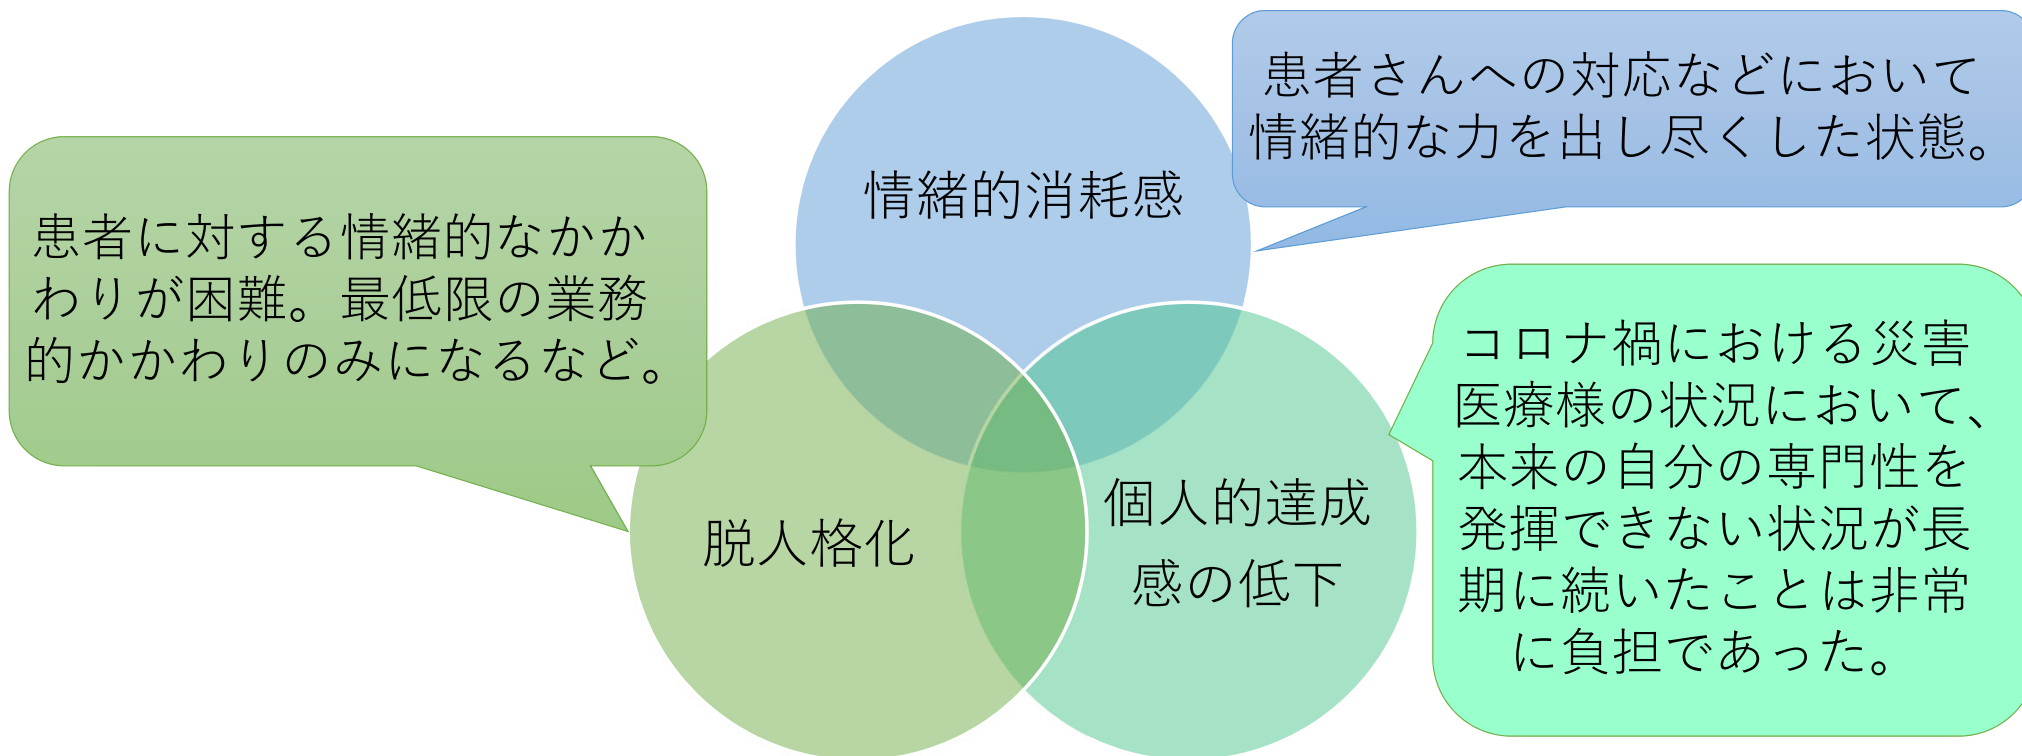 患者さんへの対応などにおいて
情緒的な力を出し尽くした状態。
情緒的消耗感
患者に対する情緒的なかか
わりが困難。最低限の業務
的かかわりのみになるなど。
コロナ禍における災害
医療様の状況において、
本来の自分の専門性を
発揮できない状況が長
期に続いたことは非常
に負担であった。
脱人格化
個人的達成
感の低下